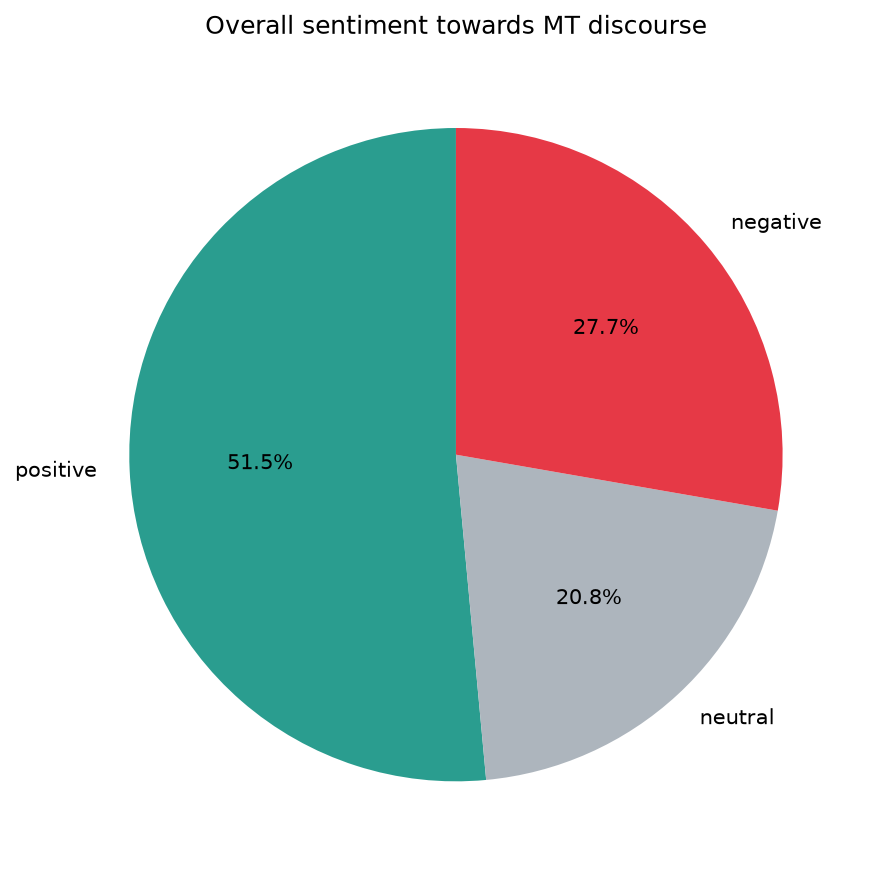 Overall sentiment towards MT discourse
negative
27.7%
51.5%
positive
20.8%
neutral